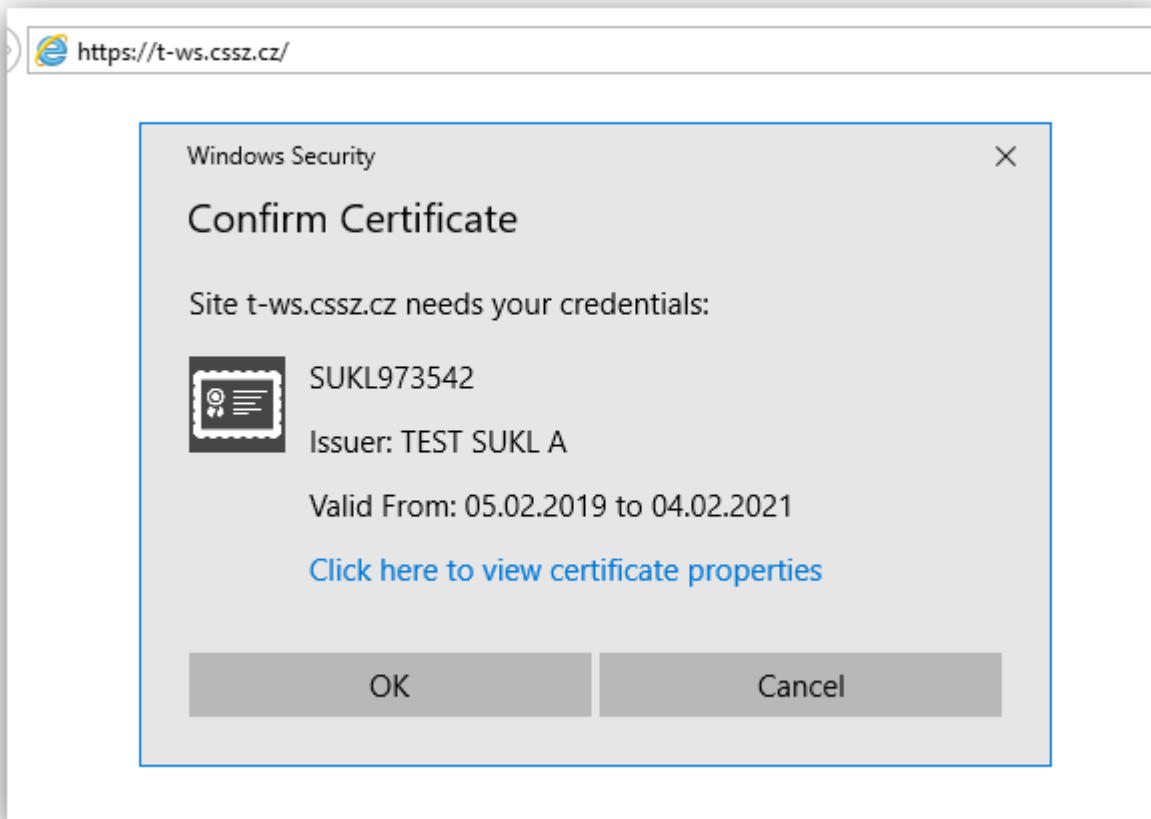 https://t-ws.cssz.cz/
Windows Security
Confirm Certificate
Site t-ws.cssz.cz needs your credentials:
SUKL973542
Issuer: TEST SUKL A
Valid From: 05.02.2019 to 04.02.2021
Click here to view certificate properties
OK
Cancel